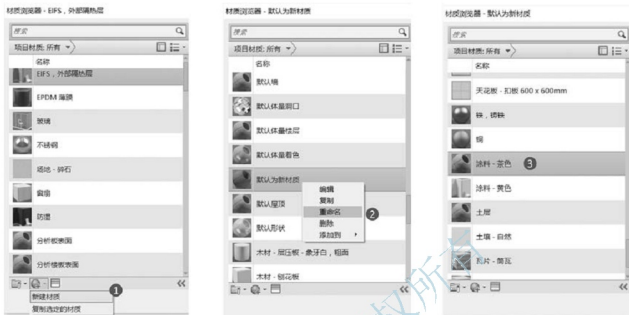 材质浏览器 - EIFS，外部隔热层
搜索
项目材质: 所有
名称
EIFS，外部隔热层
EPDM 薄膜
玻璃
不锈钢
场地 - 碎石
窗扇
防湿
分析板表面
分析楼板表面
新建材质
复制选定的材质
1
材质浏览器 - 默认为新材质
搜索
项目材质: 所有
名称
默认墙
默认体量洞口
默认体量楼层
默认体量着色
默认为新材质
默认屋顶
默认形状
木材 - 层压板 - 象牙白，粗面
木材 - 刨花板
编辑
复制
重命名
删除
添加到
2
材质浏览器 - 默认为新材质
搜索
项目材质: 所有
名称
天花板 - 扣板 600 x 600mm
铁，铸铁
铜
涂料 - 茶色
3
涂料 - 黄色
土层
土壤 - 自然
瓦片 - 筒瓦
权所有